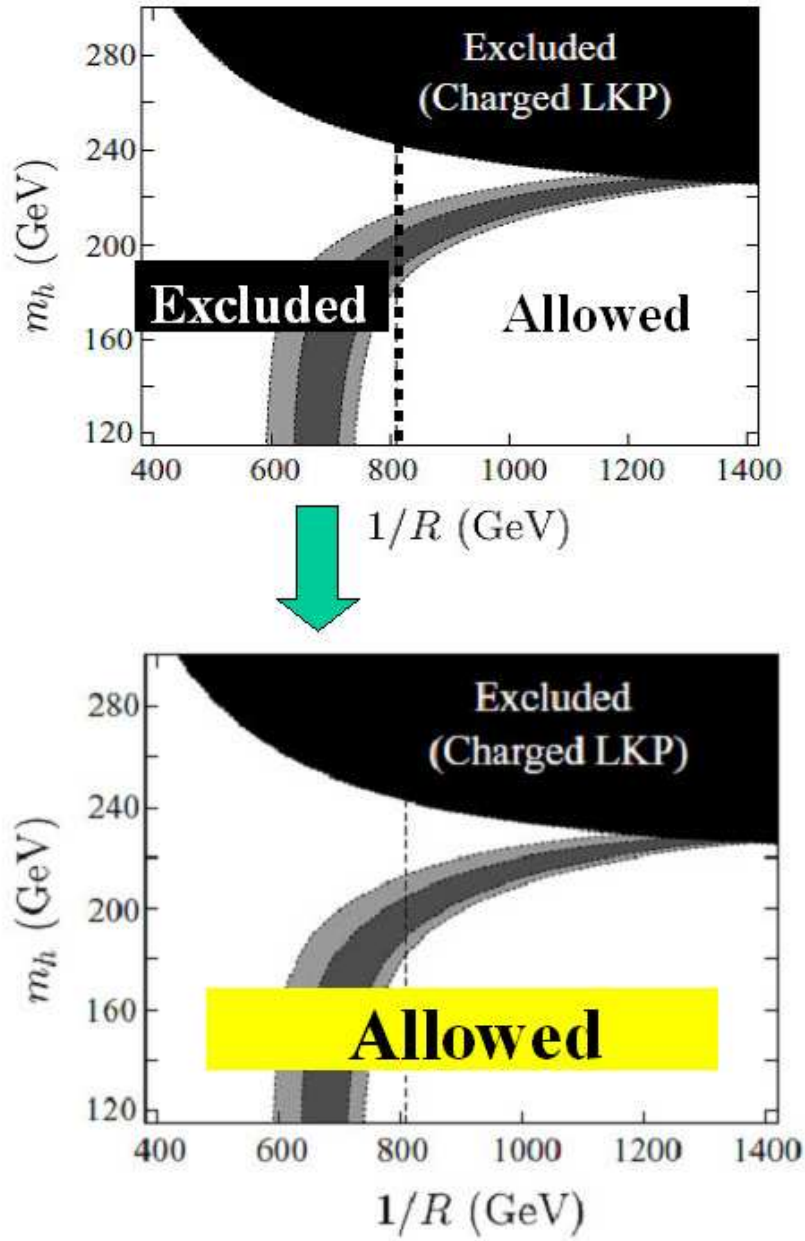 280
240
200
160
120
m_h (GeV)
Excluded
(Charged LKP)
Excluded
Allowed
400
600
800
1000
1200
1400
1/R (GeV)
280
240
200
160
120
m_h (GeV)
Excluded
(Charged LKP)
Allowed
400
600
800
1000
1200
1400
1/R (GeV)